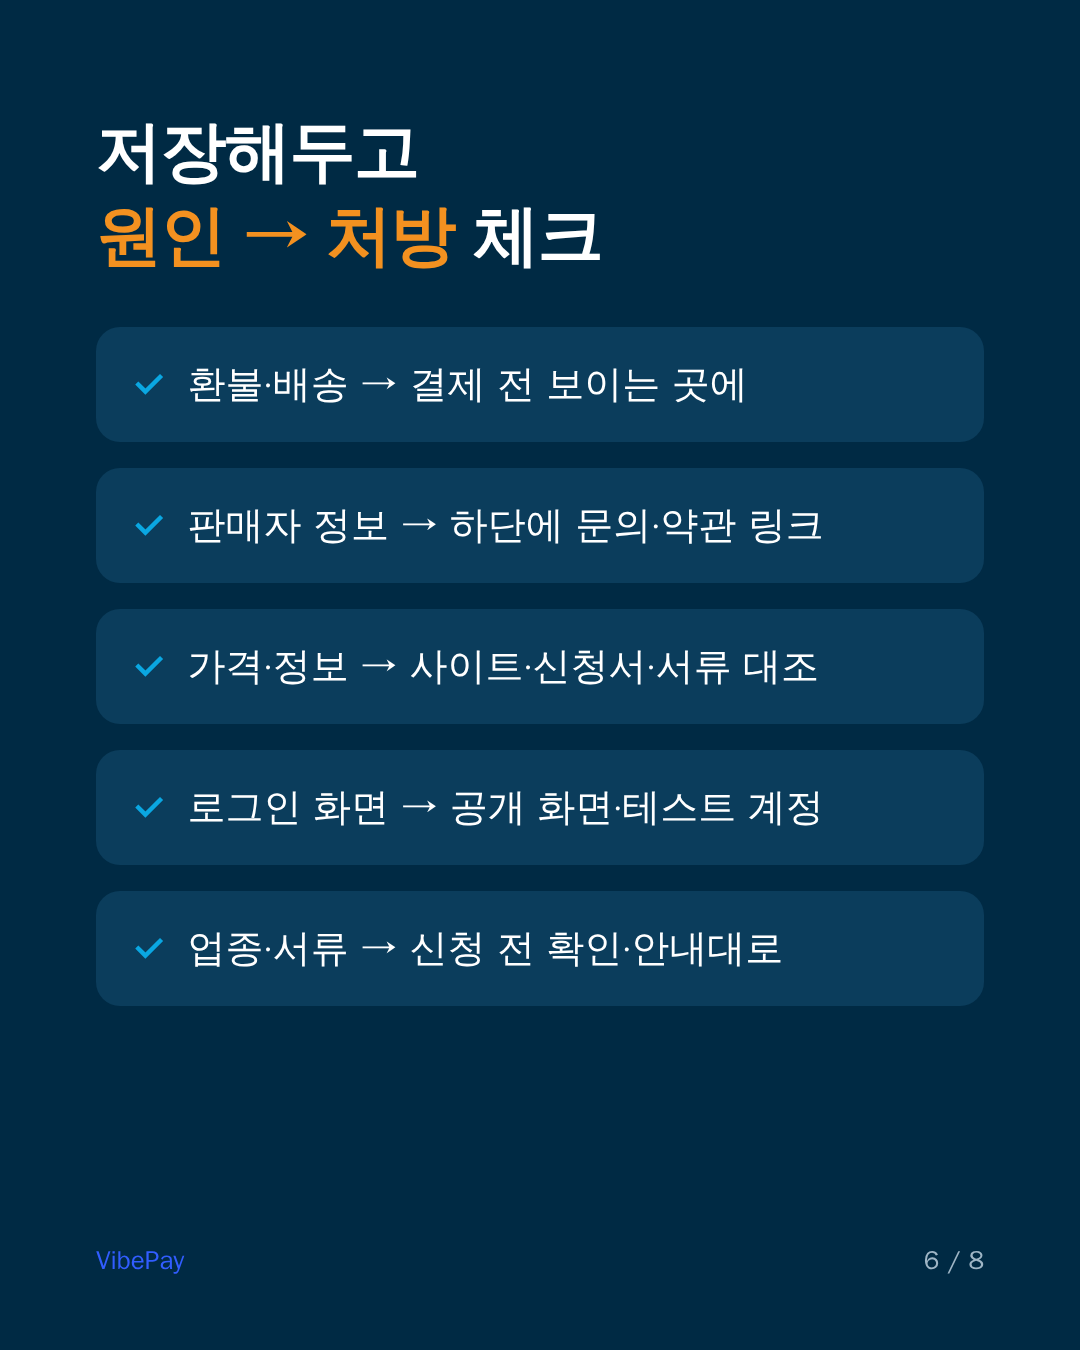 저장해두고
원인 → 처방 체크
환불·배송 → 결제 전 보이는 곳에
판매자 정보 → 하단에 문의·약관 링크
가격·정보 → 사이트·신청서·서류 대조
로그인 화면 → 공개 화면·테스트 계정
업종·서류 → 신청 전 확인·안내대로
VibePay
6 / 8